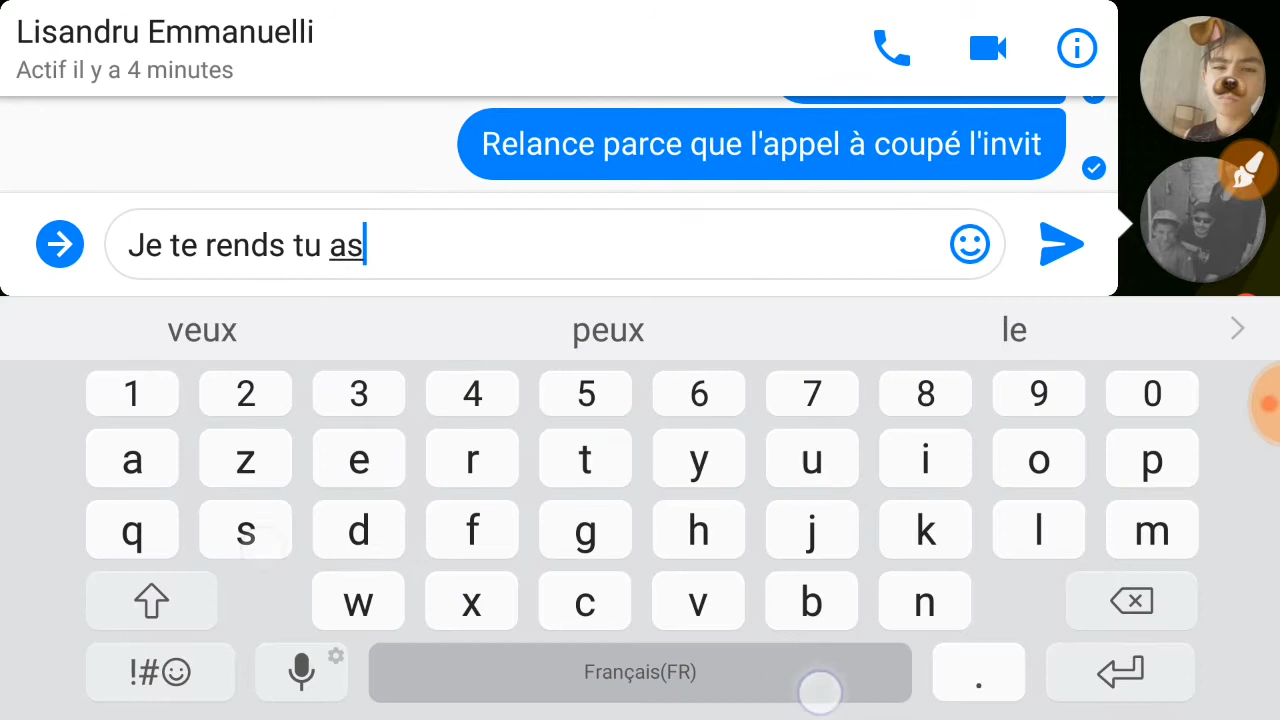 Lisandru Emmanuelli
Actif il y a 4 minutes
Relance parce que l'appel à coupé l'invit
Je te rends tu as
veux peux le
1 2 3 4 5 6 7 8 9 0
a z e r t y u i o p
q s d f g h j k l m
w x c v b n
!#☺ Français(FR) .